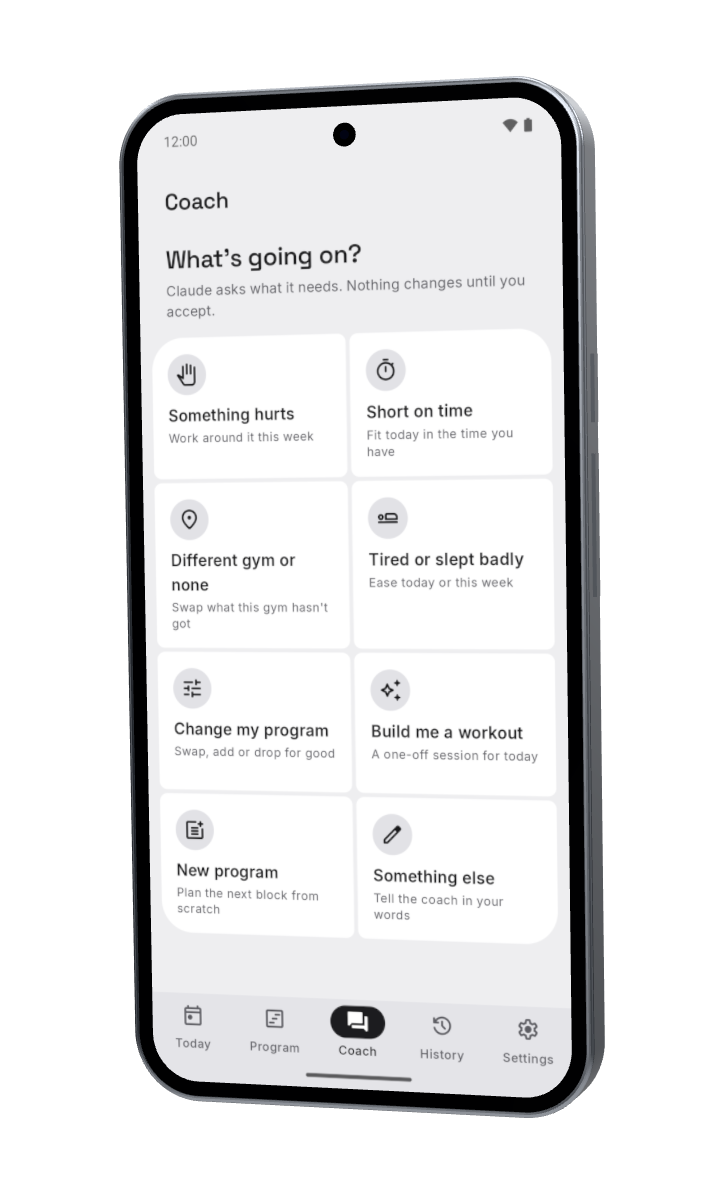 12:00
Coach
What's going on?
Claude asks what it needs. Nothing changes until you
accept.
Something hurts
Work around it this week
Short on time
Fit today in the time you
have
Different gym or
none
Swap what this gym hasn't
got
Tired or slept badly
Ease today or this week
Change my program
Swap, add or drop for good
Build me a workout
A one-off session for today
New program
Plan the next block from
scratch
Something else
Tell the coach in your
words
Today
Program
Coach
History
Settings